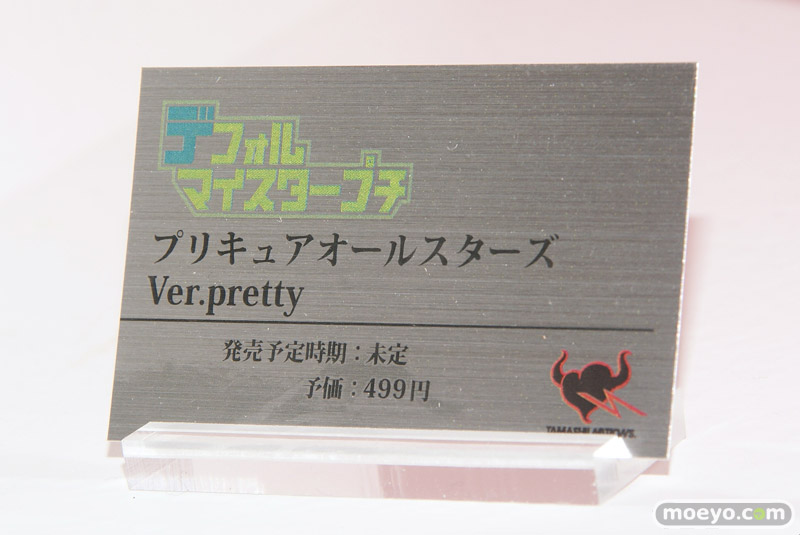 デフォル
マイスタープチ
プリキュアオールスターズ
Ver.pretty
発売予定時期：未定
予価：499円
TAMASHII NATIONS
moeyo.com